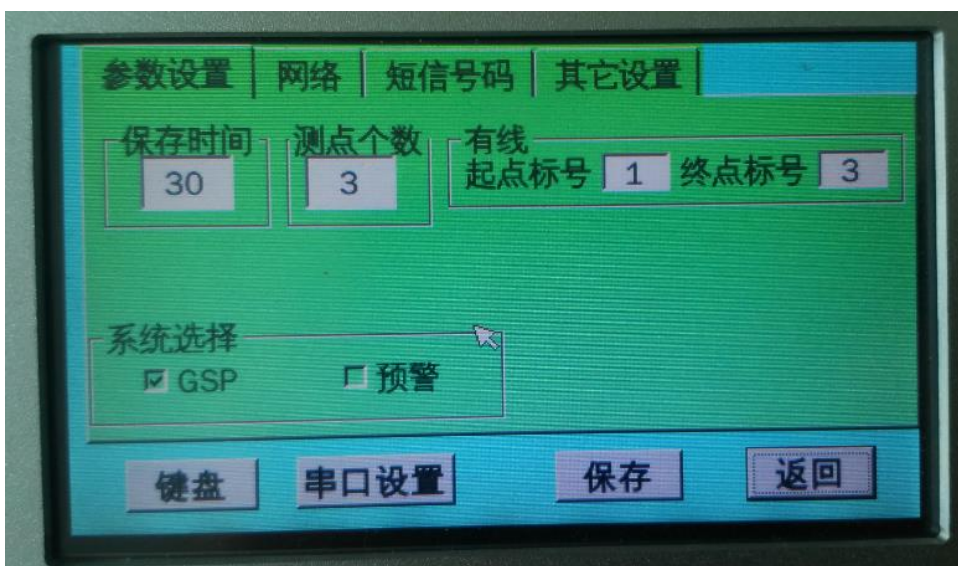 参数设置 网络 短信号码 其它设置
保存时间 测点个数 有线
30 3 起点标号 1 终点标号 3
系统选择
GSP 预警
键盘 串口设置 保存 返回